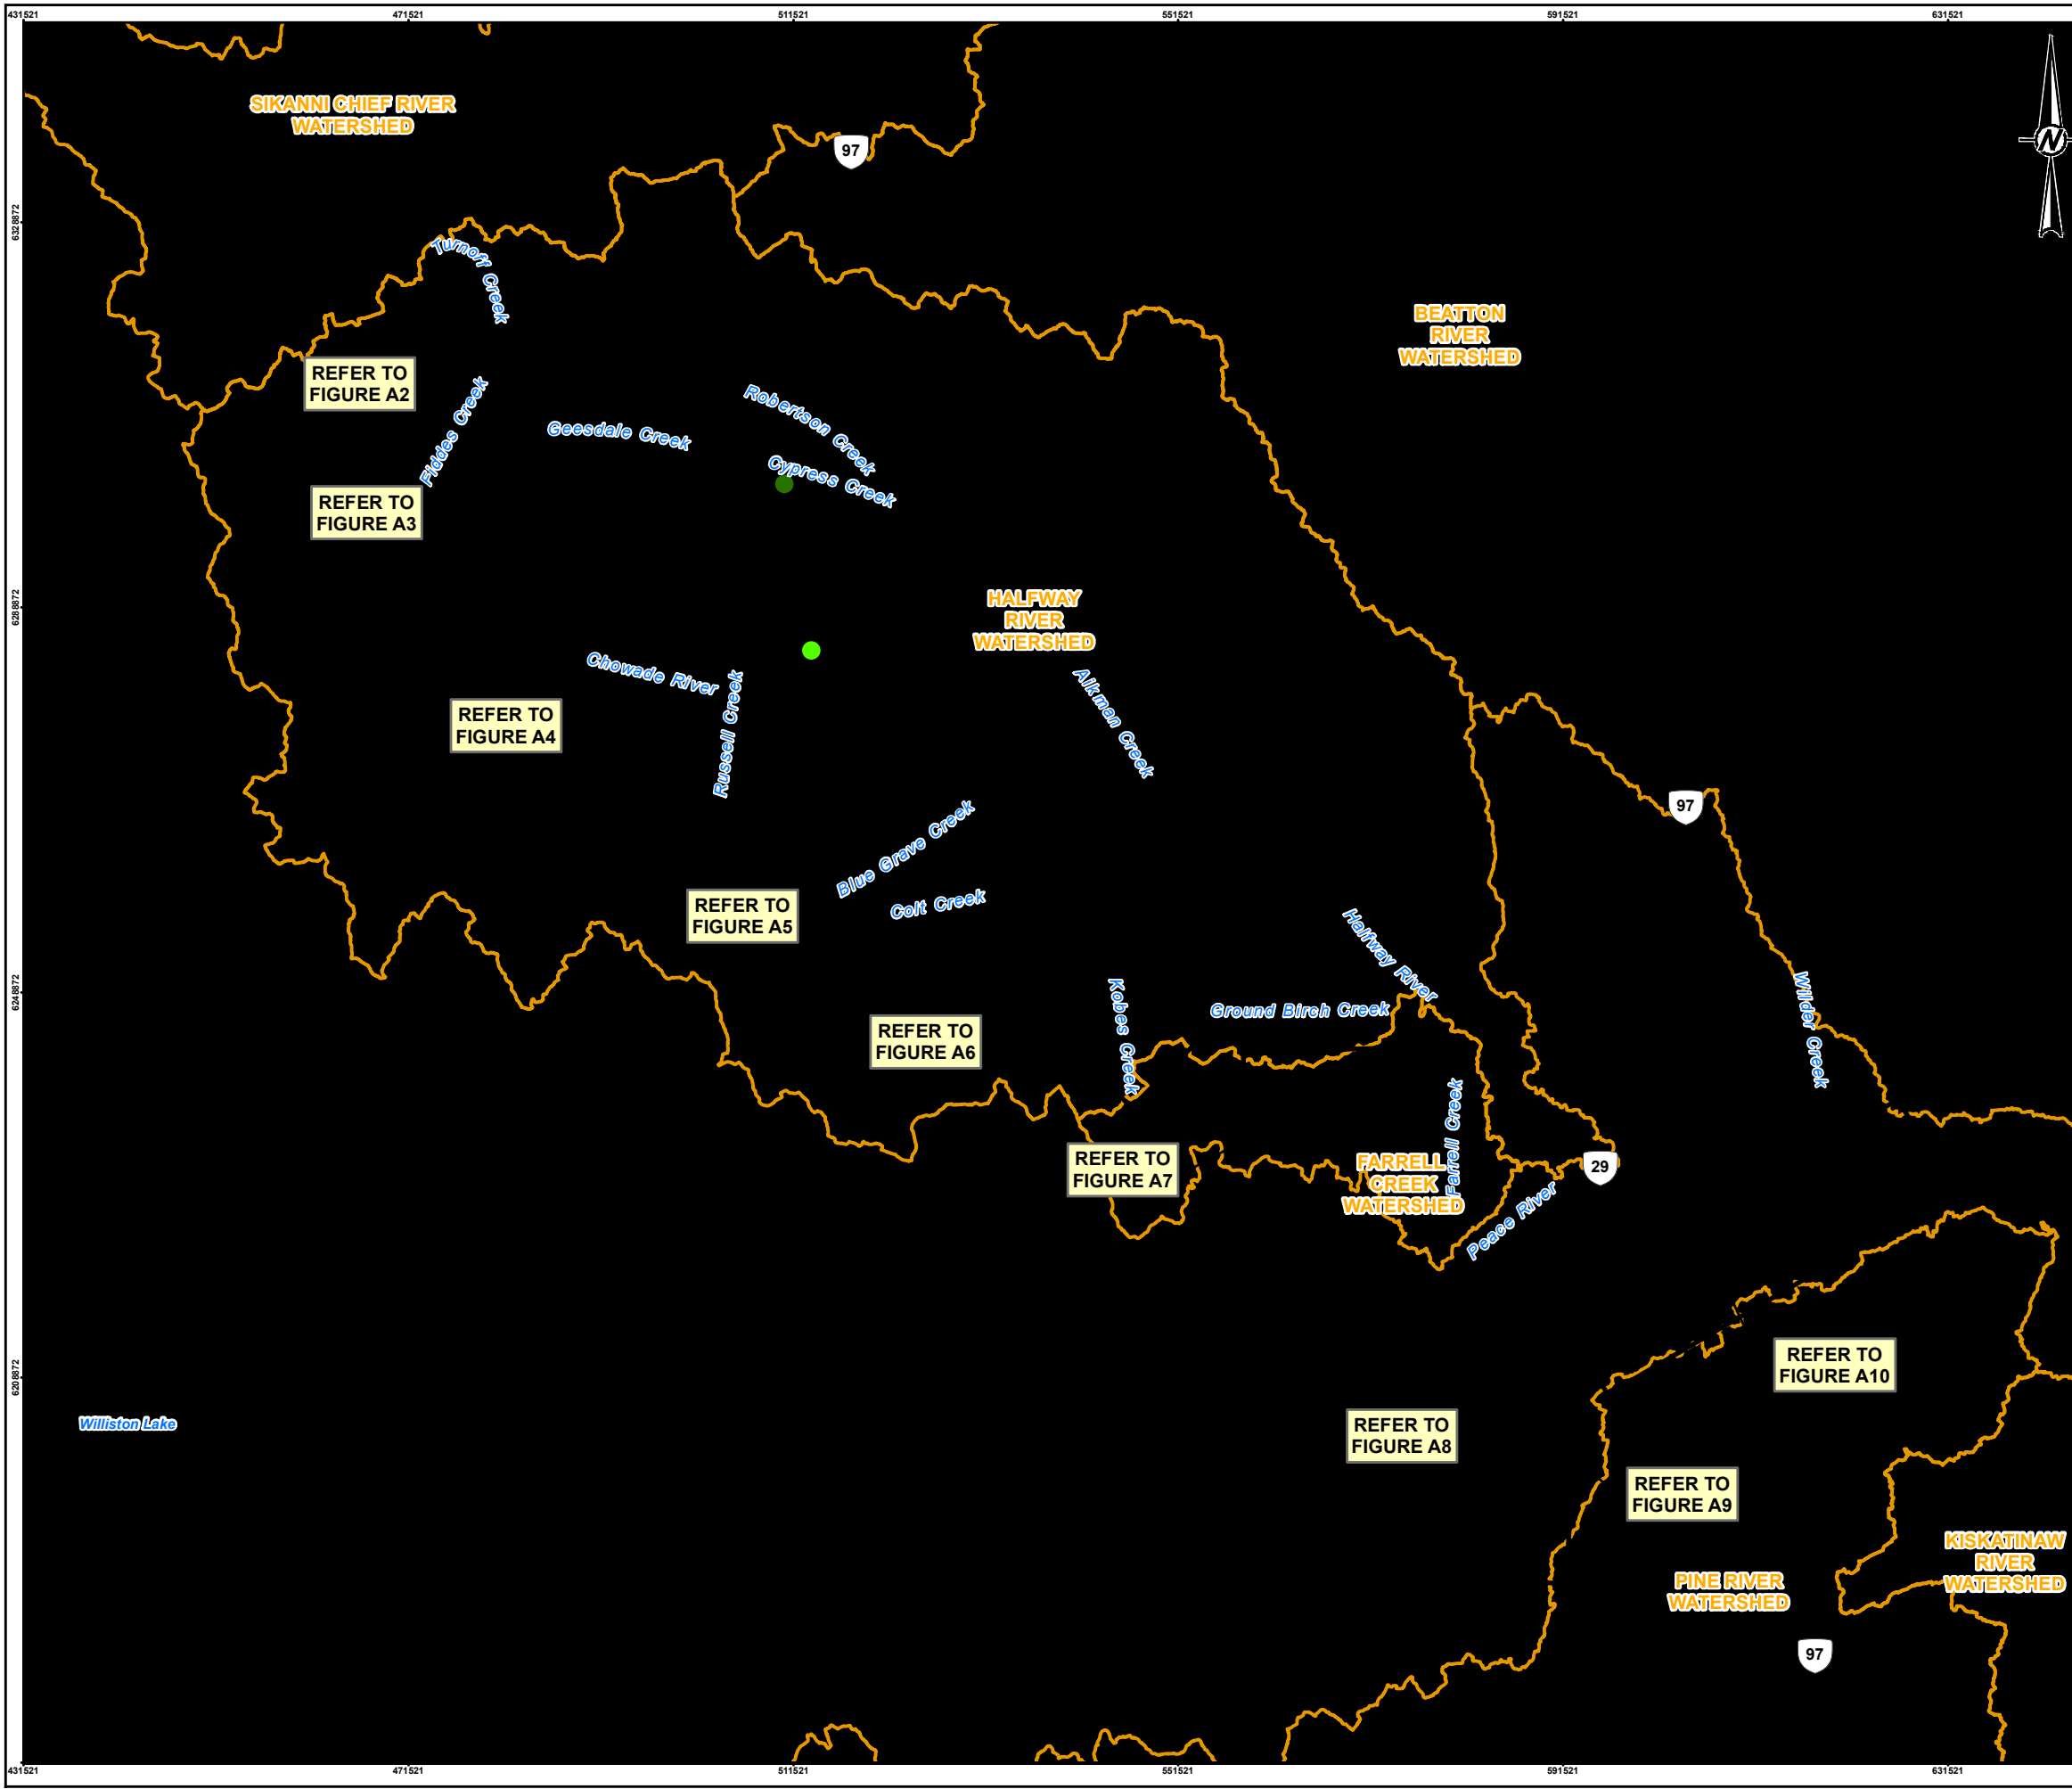 431521
471521
511521
551521
591521
631521
N
SIKANNI CHIEF RIVER
WATERSHED
97
6328872
Turnoff Creek
BEATTON
RIVER
WATERSHED
REFER TO
FIGURE A2
Fiddes Creek
Geesdale Creek
Robertson Creek
Cypress Creek
REFER TO
FIGURE A3
6288872
HALFWAY
RIVER
WATERSHED
Chowade River
Russell Creek
Aikman Creek
REFER TO
FIGURE A4
97
Blue Grave Creek
Colt Creek
REFER TO
FIGURE A5
Halfway River
6248872
Kobes Creek
Ground Birch Creek
Wilder Creek
REFER TO
FIGURE A6
Farrell Creek
REFER TO
FIGURE A7
FARRELL
CREEK
WATERSHED
29
Peace River
6208872
REFER TO
FIGURE A10
Williston Lake
REFER TO
FIGURE A8
REFER TO
FIGURE A9
KISKATINAW
RIVER
WATERSHED
PINE RIVER
WATERSHED
97
431521
471521
511521
551521
591521
631521